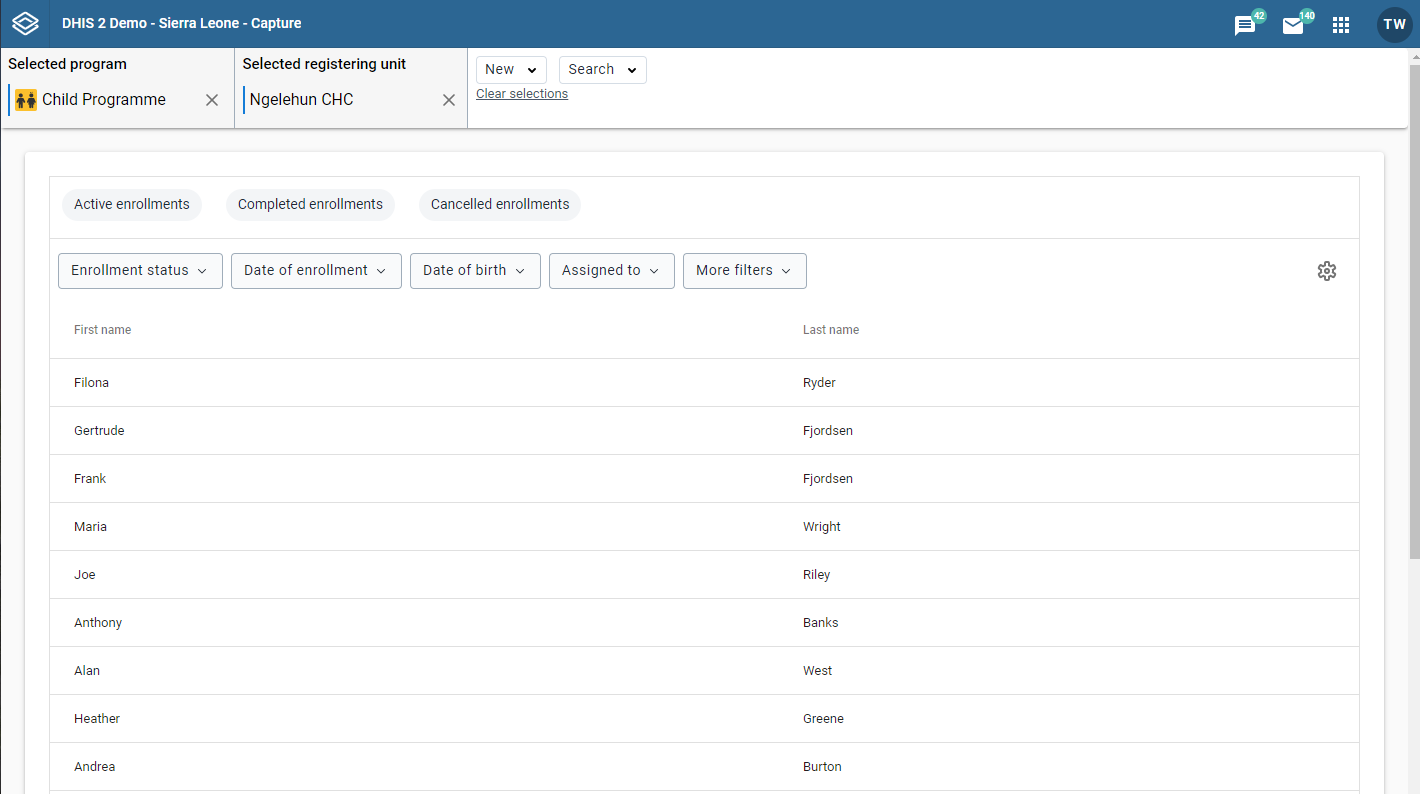 DHIS 2 Demo - Sierra Leone - Capture
42
140
TW
Selected program
Child Programme
Selected registering unit
Ngelehun CHC
New
Search
Clear selections
Active enrollments
Completed enrollments
Cancelled enrollments
Enrollment status
Date of enrollment
Date of birth
Assigned to
More filters
First name Last name
Filona Ryder
Gertrude Fjordsen
Frank Fjordsen
Maria Wright
Joe Riley
Anthony Banks
Alan West
Heather Greene
Andrea Burton